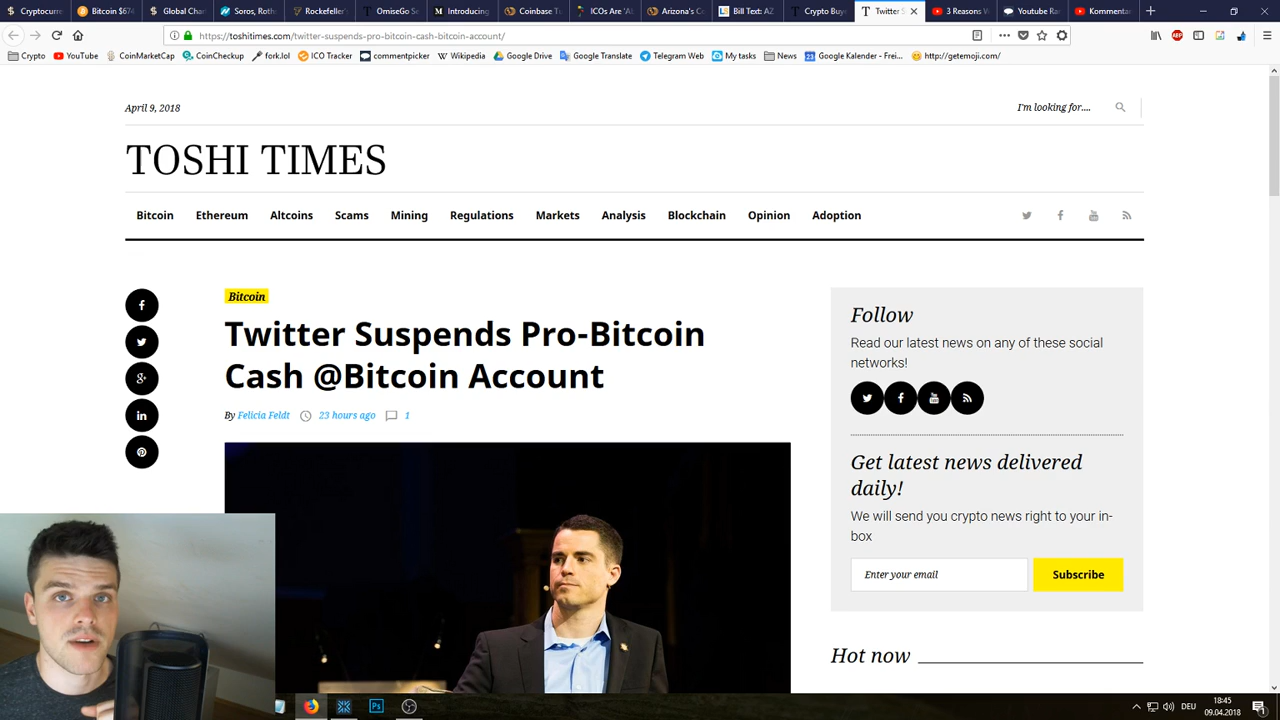 Cryptocurr
Bitcoin $674
Global Char
Soros, Roths
Rockefeller
OmiseGo Se
Introducing
Coinbase Tu
ICOs Are 'Al
Arizona's Co
Bill Text: AZ
Crypto Buy
Twitter S
3 Reasons W
Youtube Ran
Kommentar
https://toshitimes.com/twitter-suspends-pro-bitcoin-cash-bitcoin-account/
Crypto
YouTube
CoinMarketCap
CoinCheckup
fork.lol
ICO Tracker
commentpicker
Wikipedia
Google Drive
Google Translate
Telegram Web
My tasks
News
Google Kalender - Frei...
http://getemoji.com/
April 9, 2018
I'm looking for....
TOSHI TIMES
Bitcoin Ethereum Altcoins Scams Mining Regulations Markets Analysis Blockchain Opinion Adoption
Bitcoin
Twitter Suspends Pro-Bitcoin
Cash @Bitcoin Account
By Felicia Feldt 23 hours ago 1
Follow
Read our latest news on any of these social
networks!
Get latest news delivered
daily!
We will send you crypto news right to your in-
box
Enter your email
Subscribe
Hot now
DEU
18:45
09.04.2018